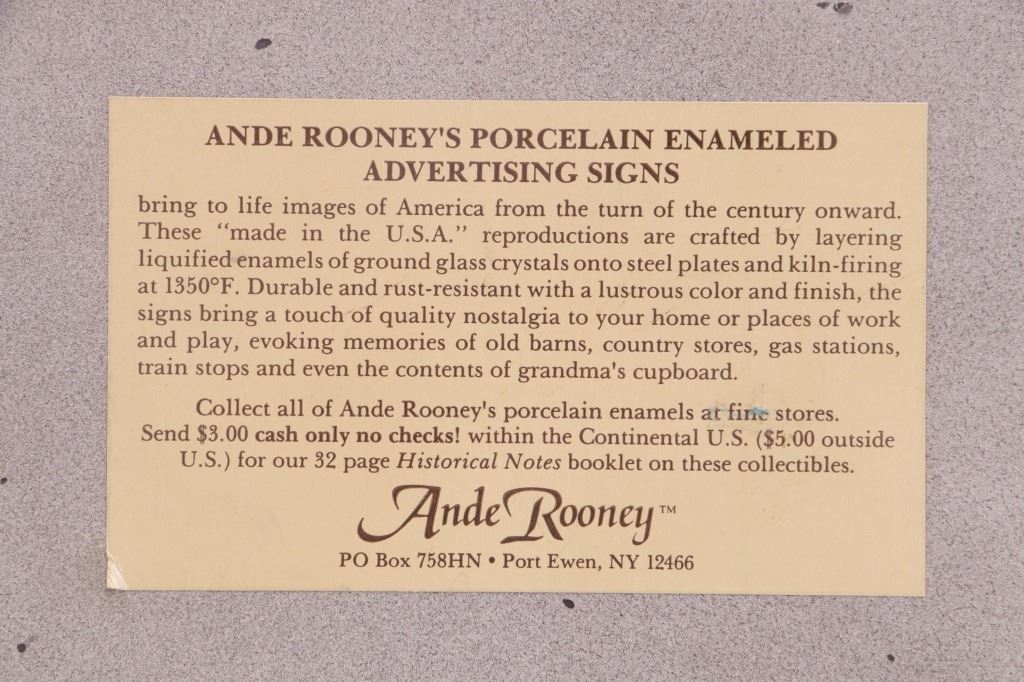 ANDE ROONEY'S PORCELAIN ENAMELED
ADVERTISING SIGNS
bring to life images of America from the turn of the century onward.
These "made in the U.S.A." reproductions are crafted by layering
liquified enamels of ground glass crystals onto steel plates and kiln-firing
at 1350°F. Durable and rust-resistant with a lustrous color and finish, the
signs bring a touch of quality nostalgia to your home or places of work
and play, evoking memories of old barns, country stores, gas stations,
train stops and even the contents of grandma's cupboard.
Collect all of Ande Rooney's porcelain enamels at fine stores.
Send $3.00 cash only no checks! within the Continental U.S. ($5.00 outside
U.S.) for our 32 page Historical Notes booklet on these collectibles.
Ande Rooney™
PO Box 758HN • Port Ewen, NY 12466